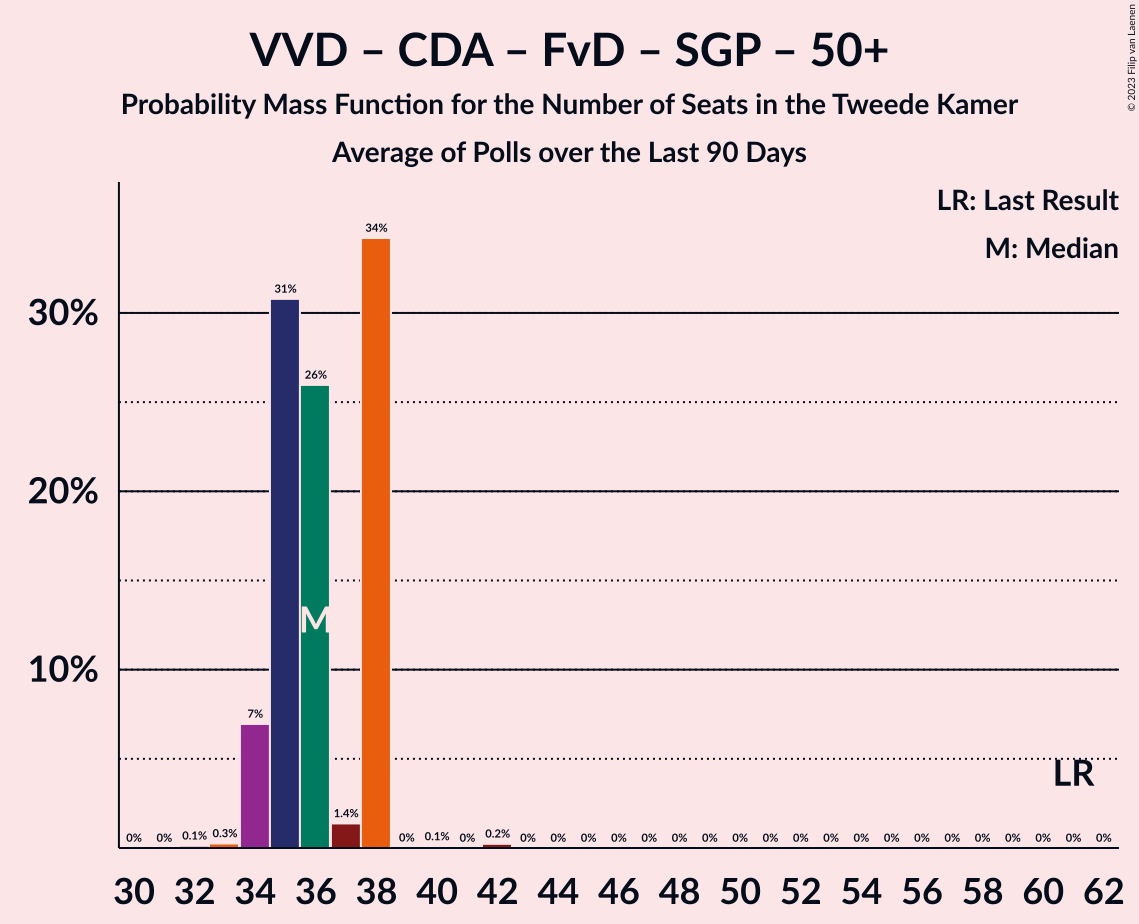 VVD – CDA – FvD – SGP – 50+
Probability Mass Function for the Number of Seats in the Tweede Kamer
Average of Polls over the Last 90 Days
© 2023 Filip van Laenen
LR: Last Result
M: Median
30%
20%
10%
0% 0% 0.1% 0.3% 7% 31% 26% 1.4% 34% 0% 0.1% 0% 0.2% 0% 0% 0% 0% 0% 0% 0% 0% 0% 0% 0% 0% 0% 0% 0% 0% 0% 0% 0% 0%
M
LR
30 32 34 36 38 40 42 44 46 48 50 52 54 56 58 60 62